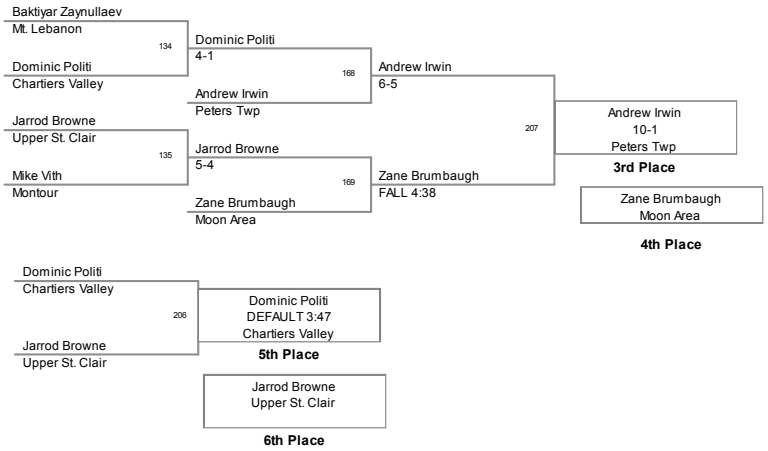 Baktiyar Zaynullaev
Mt. Lebanon
134
Dominic Politi
4-1
Dominic Politi
Chartiers Valley
168
Andrew Irwin
6-5
Andrew Irwin
Peters Twp
Jarrod Browne
Upper St. Clair
207
Andrew Irwin
10-1
Peters Twp
3rd Place
135
Jarrod Browne
5-4
Mike Vith
Montour
169
Zane Brumbaugh
FALL 4:38
Zane Brumbaugh
Moon Area
Zane Brumbaugh
Moon Area
4th Place
Dominic Politi
Chartiers Valley
206
Dominic Politi
DEFAULT 3:47
Chartiers Valley
5th Place
Jarrod Browne
Upper St. Clair
Jarrod Browne
Upper St. Clair
6th Place